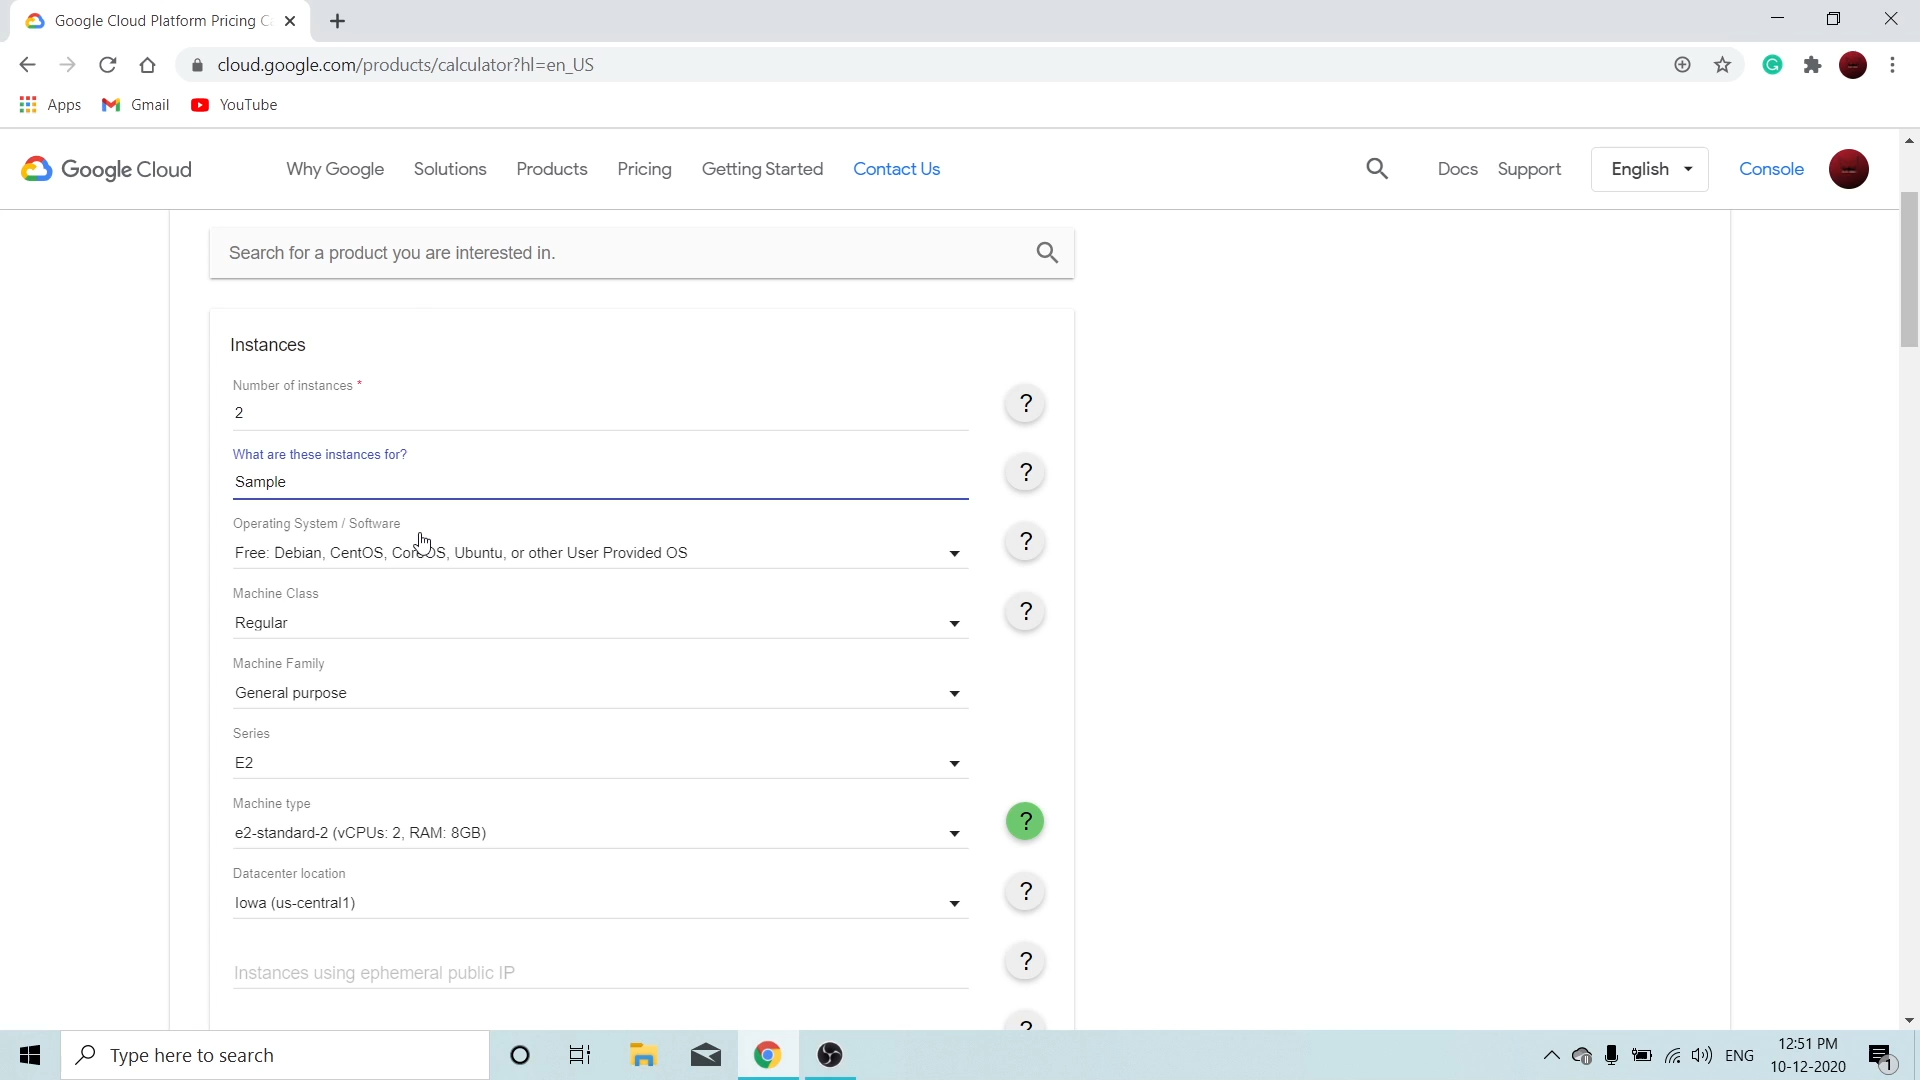 Google Cloud Platform Pricing Ca
cloud.google.com/products/calculator?hl=en_US
Apps Gmail YouTube
Google Cloud Why Google Solutions Products Pricing Getting Started Contact Us Docs Support English Console
Search for a product you are interested in.
Instances
Number of instances *
2
?
What are these instances for?
Sample
?
Operating System / Software
Free: Debian, CentOS, CoreOS, Ubuntu, or other User Provided OS
?
Machine Class
Regular
?
Machine Family
General purpose
Series
E2
Machine type
e2-standard-2 (vCPUs: 2, RAM: 8GB)
?
Datacenter location
Iowa (us-central1)
?
Instances using ephemeral public IP
?
?
Type here to search
ENG
12:51 PM
10-12-2020
1